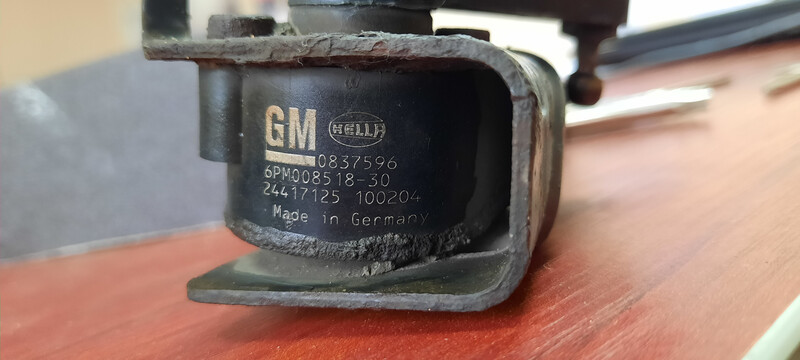 GM HELLA
0837596
6PM008518-30
24417125 100204
Made in Germany